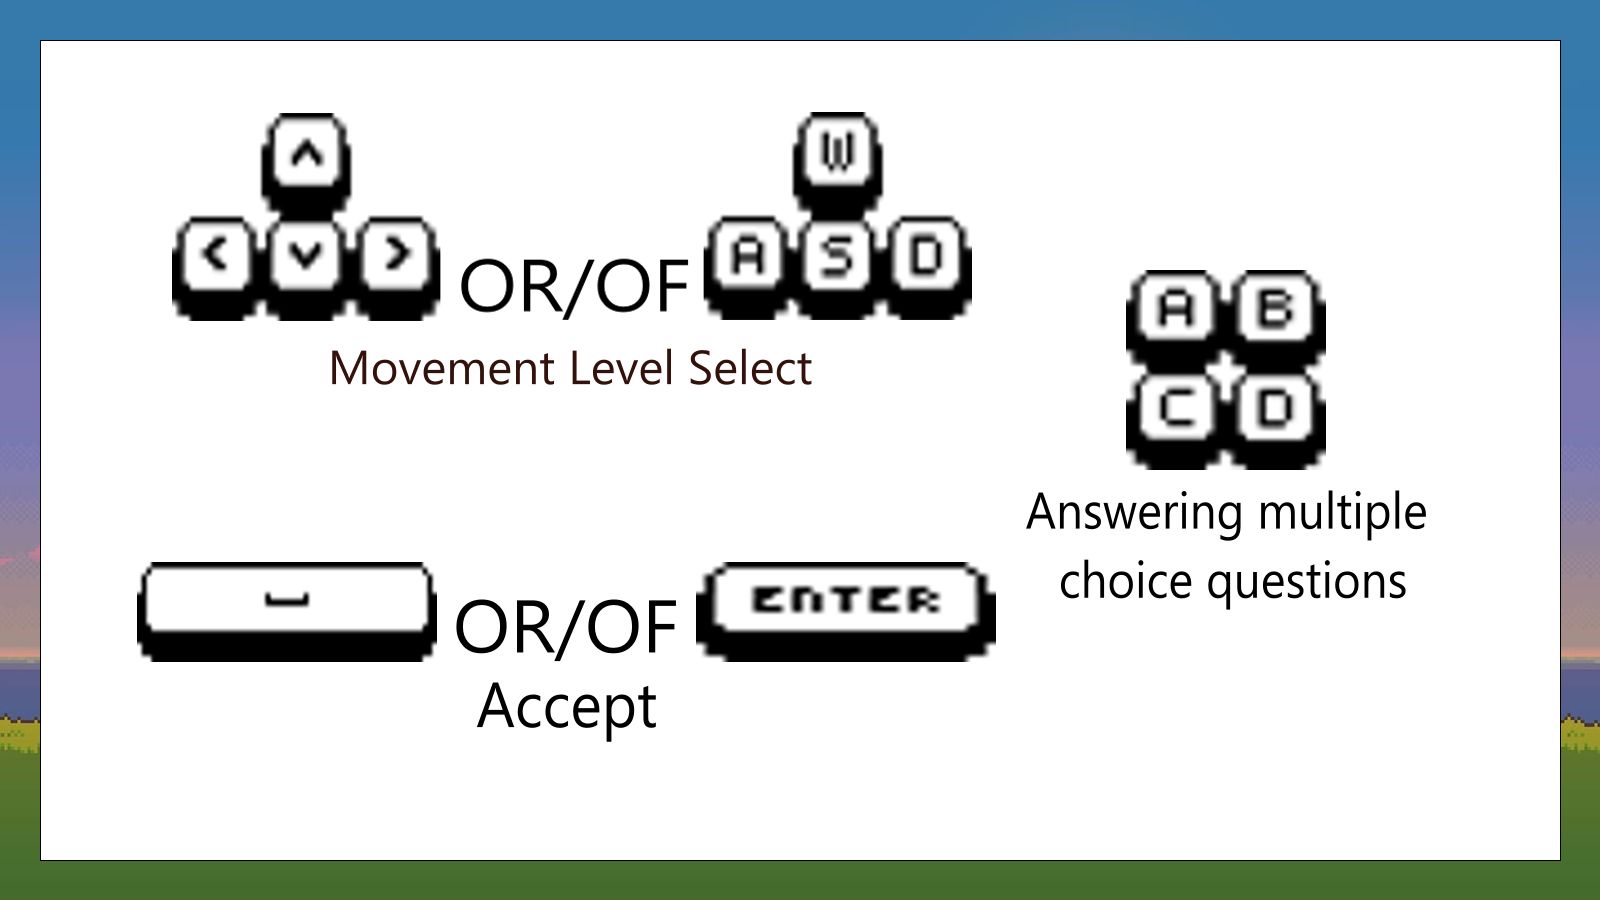 ^
W
< v > OR/OF A S D
Movement Level Select
A B
C D
Answering multiple
choice questions
OR/OF ENTER
Accept